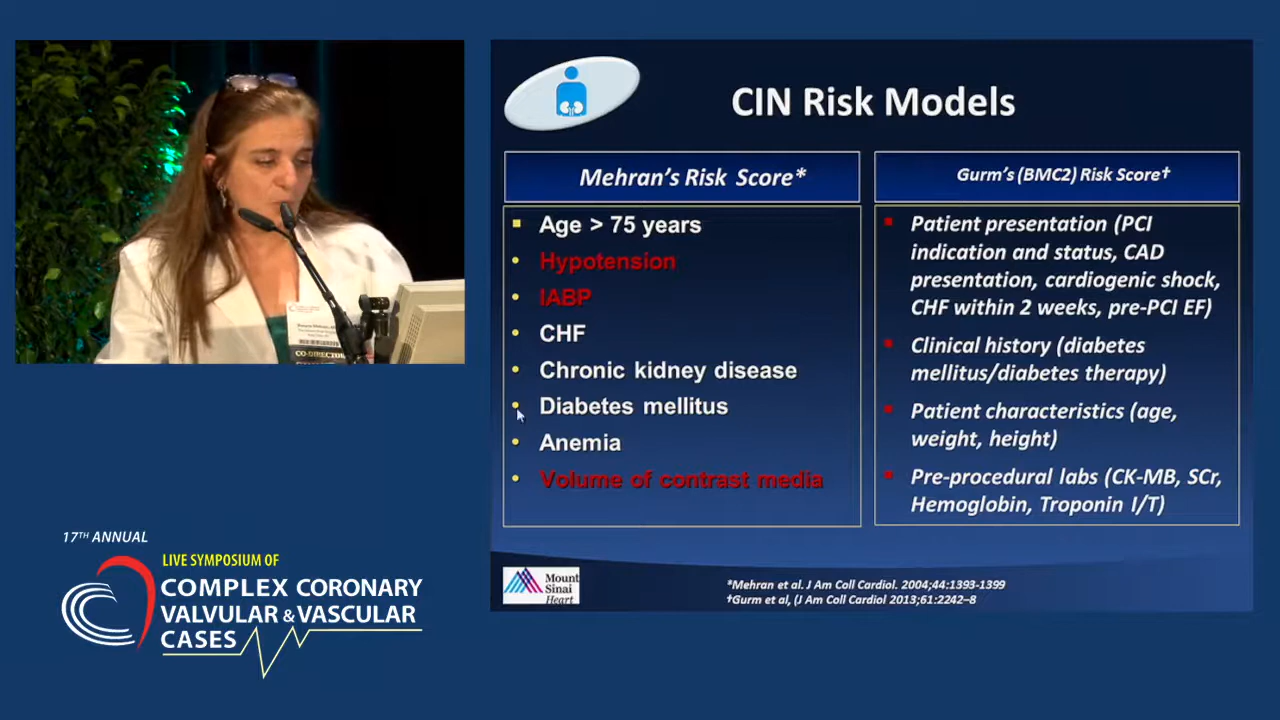 CIN Risk Models
Mehran's Risk Score*
Age > 75 years
Hypotension
IABP
CHF
Chronic kidney disease
Diabetes mellitus
Anemia
Volume of contrast media
Gurm's (BMC2) Risk Score†
Patient presentation (PCI
indication and status, CAD
presentation, cardiogenic shock,
CHF within 2 weeks, pre-PCI EF)
Clinical history (diabetes
mellitus/diabetes therapy)
Patient characteristics (age,
weight, height)
Pre-procedural labs (CK-MB, SCr,
Hemoglobin, Troponin I/T)
Mount
Sinai
Heart
*Mehran et al. J Am Coll Cardiol. 2004;44:1393-1399
†Gurm et al, (J Am Coll Cardiol 2013;61:2242–8
CO-DIRECTOR
17TH ANNUAL
LIVE SYMPOSIUM OF
COMPLEX CORONARY
VALVULAR & VASCULAR
CASES